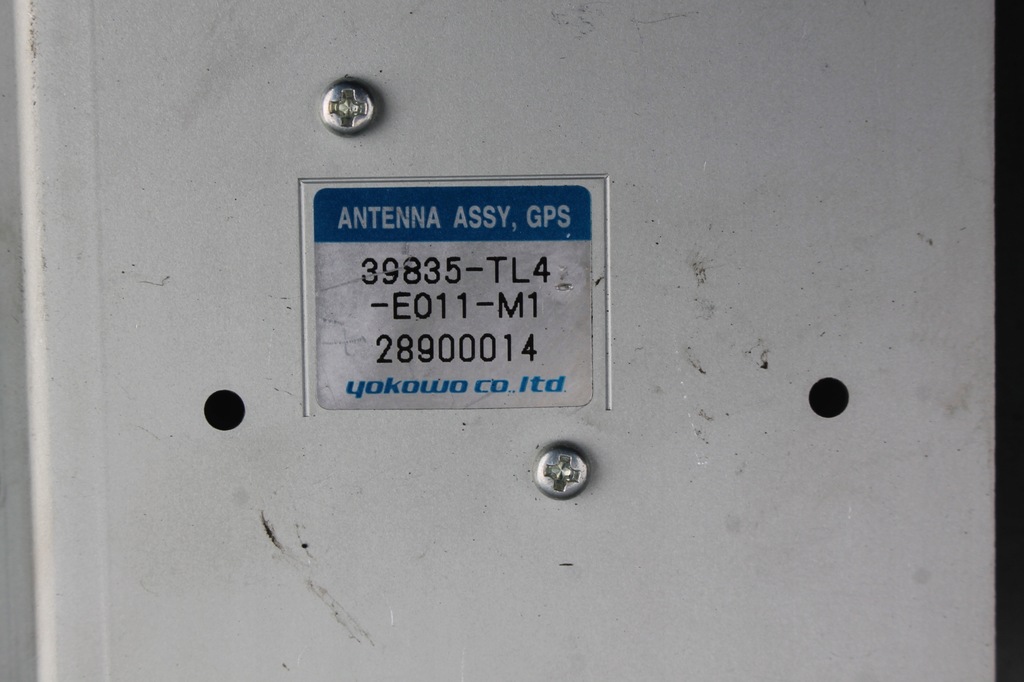 ANTENNA ASSY, GPS
39835-TL4
-E011-M1
28900014
yokowo co.,ltd.